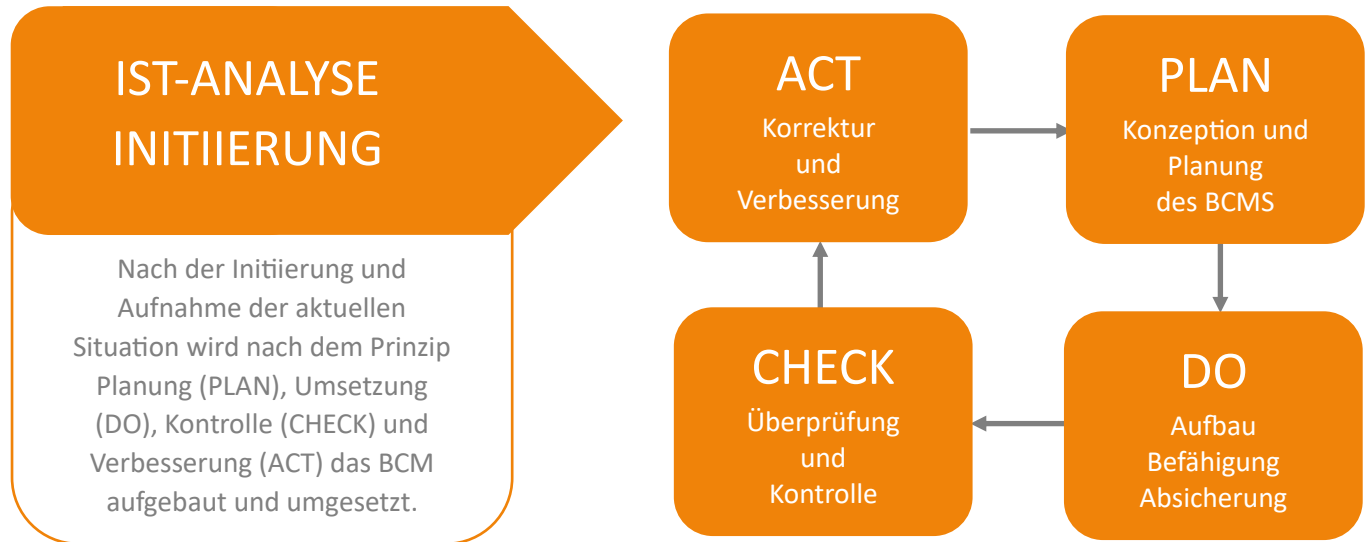 IST-ANALYSE
INITIIERUNG
Nach der Initiierung und
Aufnahme der aktuellen
Situation wird nach dem Prinzip
Planung (PLAN), Umsetzung
(DO), Kontrolle (CHECK) und
Verbesserung (ACT) das BCM
aufgebaut und umgesetzt.
ACT
Korrektur
und
Verbesserung
PLAN
Konzeption und
Planung
des BCMS
CHECK
Überprüfung
und
Kontrolle
DO
Aufbau
Befähigung
Absicherung